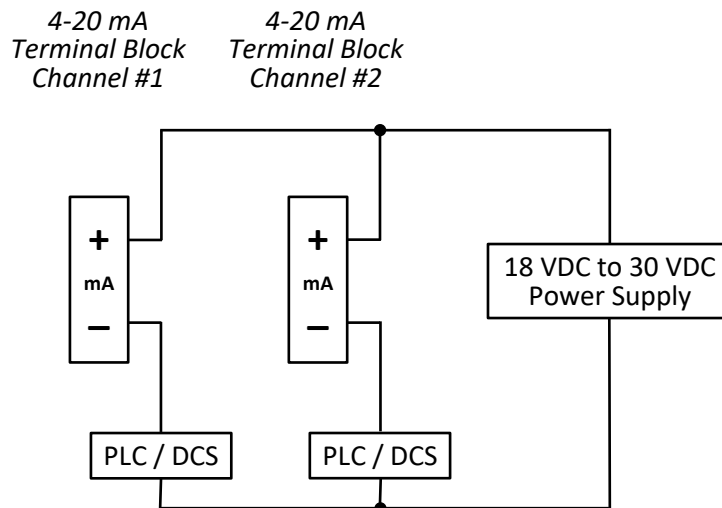 4-20 mA
Terminal Block
Channel #1
4-20 mA
Terminal Block
Channel #2
+
mA
−
+
mA
−
18 VDC to 30 VDC
Power Supply
PLC / DCS
PLC / DCS